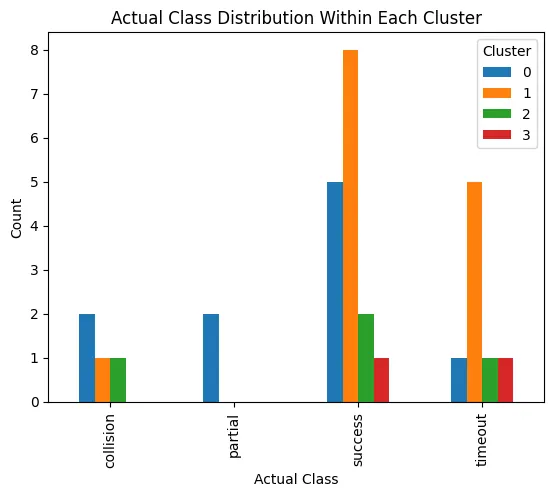 Actual Class Distribution Within Each Cluster
Cluster
0
1
2
3
8
7
6
5
4
3
2
1
0
Count
collision
partial
success
timeout
Actual Class